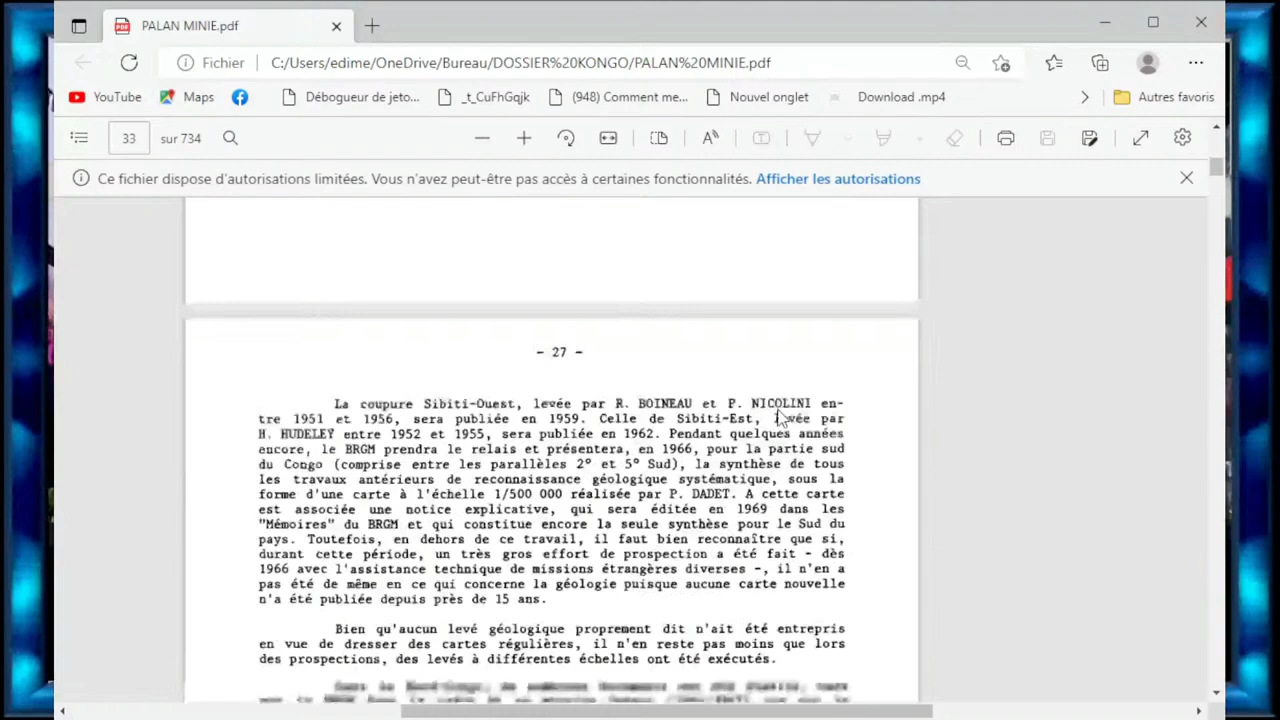 PALAN MINIE.pdf
Fichier
C:/Users/edime/OneDrive/Bureau/DOSSIER%20KONGO/PALAN%20MINIE.pdf
YouTube
Maps
Débogueur de jeto...
_t_CuFhGqjk
(948) Comment me...
Nouvel onglet
Download .mp4
Autres favoris
33 sur 734
Ce fichier dispose d'autorisations limitées. Vous n'avez peut-être pas accès à certaines fonctionnalités. Afficher les autorisations
- 27 -
La coupure Sibiti-Ouest, levée par R. BOINEAU et P. NICOLINI en-
tre 1951 et 1956, sera publiée en 1959. Celle de Sibiti-Est, levée par
H. HUDELEY entre 1952 et 1955, sera publiée en 1962. Pendant quelques années
encore, le BRGM prendra le relais et présentera, en 1966, pour la partie sud
du Congo (comprise entre les parallèles 2° et 5° Sud), la synthèse de tous
les travaux antérieurs de reconnaissance géologique systématique, sous la
forme d'une carte à l'échelle 1/500 000 réalisée par P. DADET. A cette carte
est associée une notice explicative, qui sera éditée en 1969 dans les
"Mémoires" du BRGM et qui constitue encore la seule synthèse pour le Sud du
pays. Toutefois, en dehors de ce travail, il faut bien reconnaître que si,
durant cette période, un très gros effort de prospection a été fait - dès
1966 avec l'assistance technique de missions étrangères diverses -, il n'en a
pas été de même en ce qui concerne la géologie puisque aucune carte nouvelle
n'a été publiée depuis près de 15 ans.
Bien qu'aucun levé géologique proprement dit n'ait été entrepris
en vue de dresser des cartes régulières, il n'en reste pas moins que lors
des prospections, des levés à différentes échelles ont été exécutés.